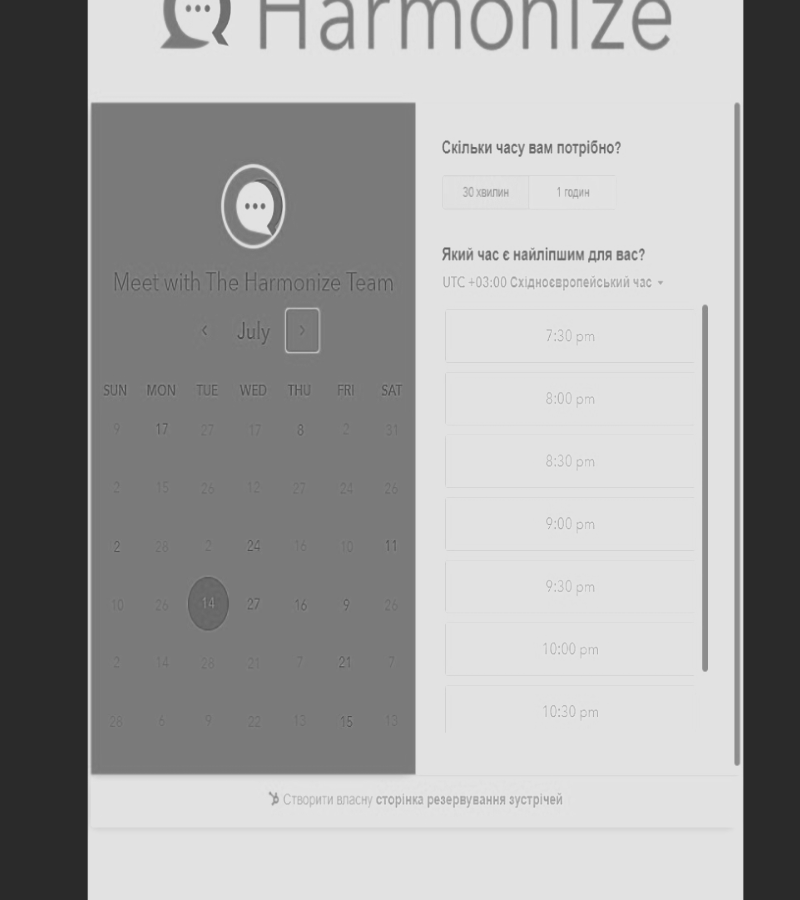 Harmonize
Meet with The Harmonize Team
July
SUN MON TUE WED THU FRI SAT
9 17 27 17 8 2 31
2 15 26 12 27 24 26
2 28 2 24 16 10 11
10 26 14 27 16 9 26
2 14 28 21 7 21 7
28 6 9 22 13 15 13
Скільки часу вам потрібно?
30 хвилин 1 годин
Який час є найліпшим для вас?
UTC +03:00 Східноєвропейський час
7:30 pm
8:00 pm
8:30 pm
9:00 pm
9:30 pm
10:00 pm
10:30 pm
Створити власну сторінка резервування зустрічей